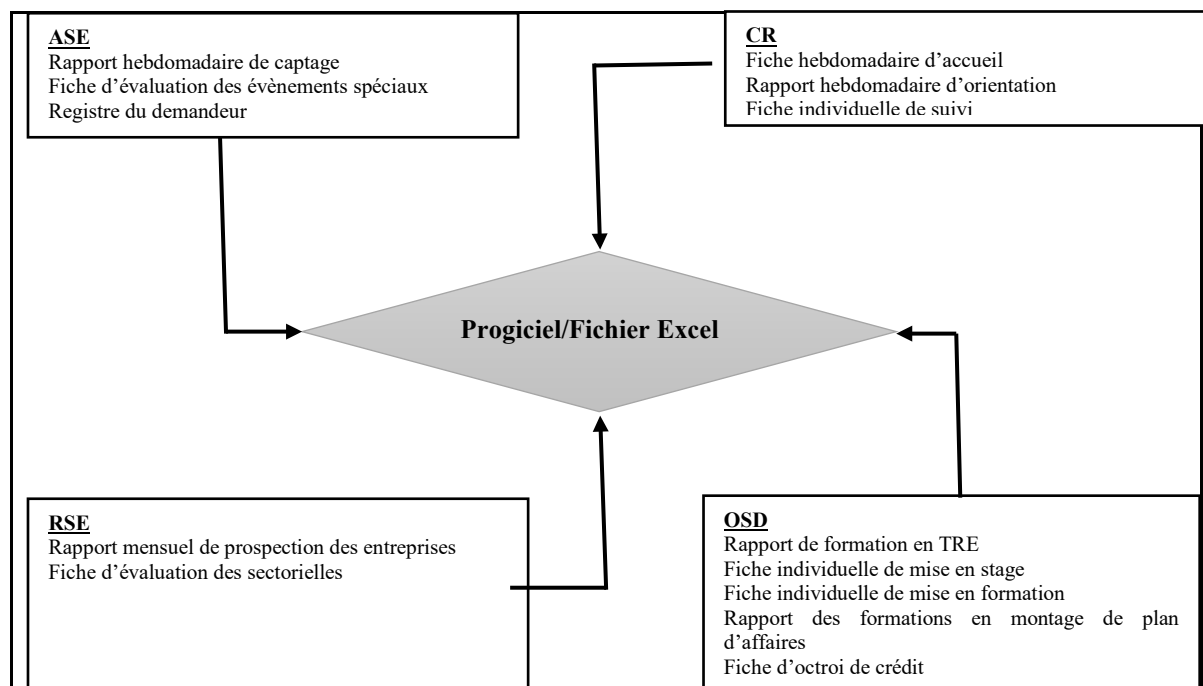 ASE
Rapport hebdomadaire de captage
Fiche d’évaluation des évènements spéciaux
Registre du demandeur
CR
Fiche hebdomadaire d’accueil
Rapport hebdomadaire d’orientation
Fiche individuelle de suivi
Progiciel/Fichier Excel
RSE
Rapport mensuel de prospection des entreprises
Fiche d’évaluation des sectorielles
OSD
Rapport de formation en TRE
Fiche individuelle de mise en stage
Fiche individuelle de mise en formation
Rapport des formations en montage de plan
d’affaires
Fiche d’octroi de crédit